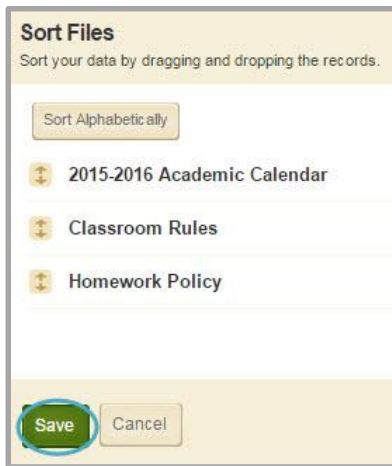 Sort Files
Sort your data by dragging and dropping the records.
Sort Alphabetically
2015-2016 Academic Calendar
Classroom Rules
Homework Policy
Save
Cancel